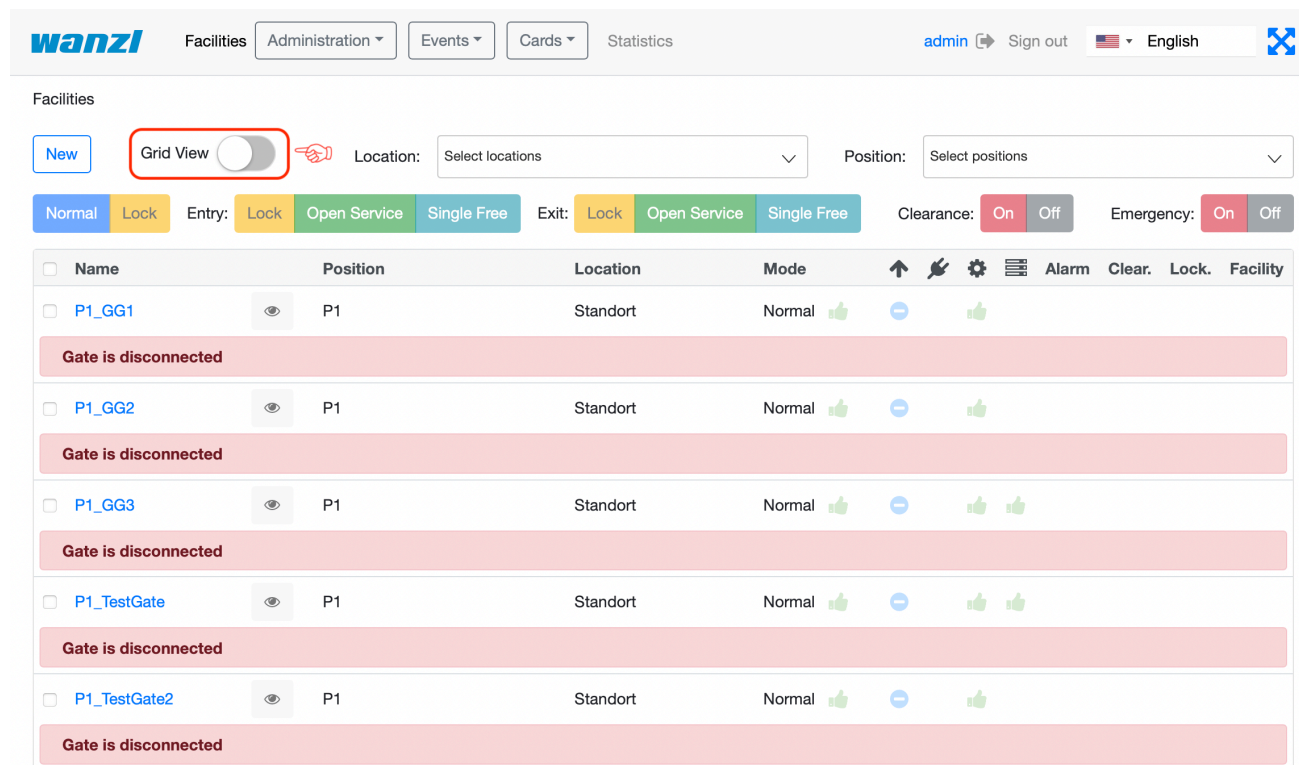 wanzl Facilities Administration Events Cards Statistics admin Sign out English
Facilities
New Grid View Location: Select locations Position: Select positions
Normal Lock Entry: Lock Open Service Single Free Exit: Lock Open Service Single Free Clearance: On Off Emergency: On Off
Name Position Location Mode Alarm Clear. Lock. Facility
P1_GG1 P1 Standort Normal
Gate is disconnected
P1_GG2 P1 Standort Normal
Gate is disconnected
P1_GG3 P1 Standort Normal
Gate is disconnected
P1_TestGate P1 Standort Normal
Gate is disconnected
P1_TestGate2 P1 Standort Normal
Gate is disconnected